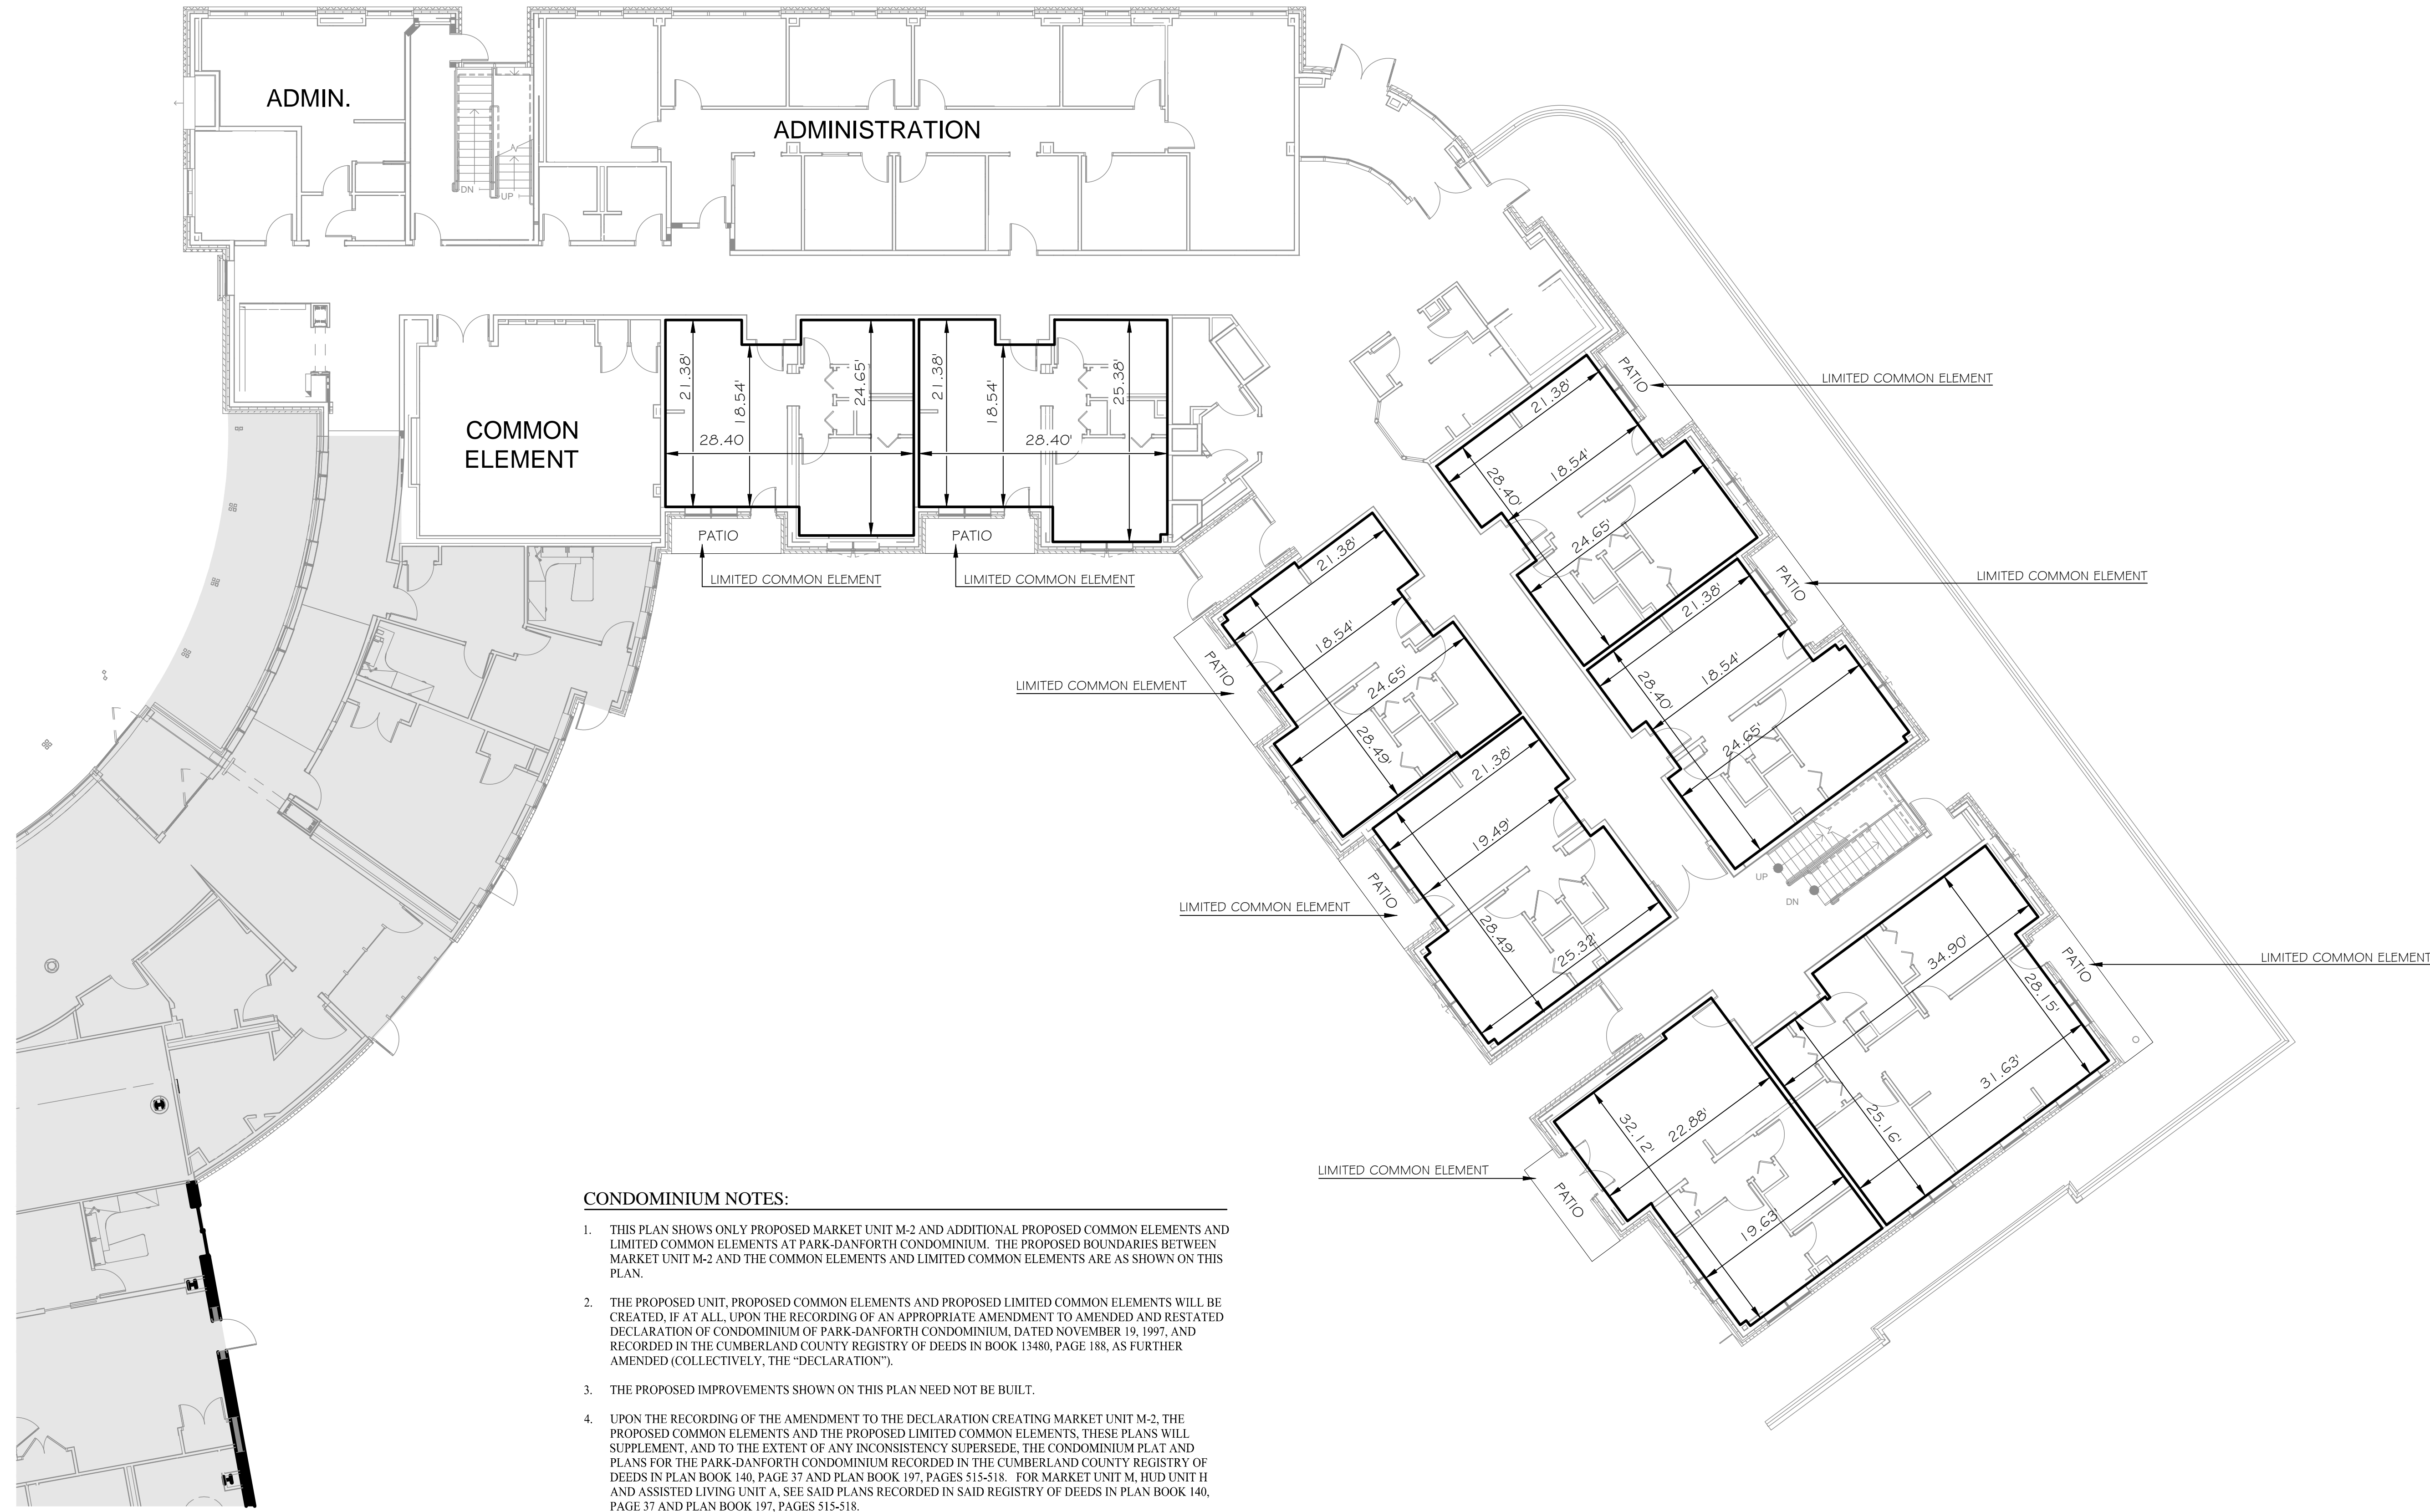 ADMIN.
ADMINISTRATION
DN
UP
COMMON
ELEMENT
21.38'
18.54'
24.65'
28.40
PATIO
LIMITED COMMON ELEMENT
21.38'
18.54'
25.38'
28.40'
PATIO
LIMITED COMMON ELEMENT
PATIO
LIMITED COMMON ELEMENT
21.38'
18.54'
28.40'
24.65'
PATIO
LIMITED COMMON ELEMENT
21.38'
18.54'
28.40'
24.65'
21.38'
18.54'
24.65'
28.49'
PATIO
LIMITED COMMON ELEMENT
21.38'
19.49'
28.49'
25.32'
PATIO
LIMITED COMMON ELEMENT
UP
DN
34.90'
28.15'
31.63'
25.16'
PATIO
LIMITED COMMON ELEMENT
32.12'
22.88'
19.63'
PATIO
LIMITED COMMON ELEMENT
CONDOMINIUM NOTES:
1. THIS PLAN SHOWS ONLY PROPOSED MARKET UNIT M-2 AND ADDITIONAL PROPOSED COMMON ELEMENTS AND
LIMITED COMMON ELEMENTS AT PARK-DANFORTH CONDOMINIUM. THE PROPOSED BOUNDARIES BETWEEN
MARKET UNIT M-2 AND THE COMMON ELEMENTS AND LIMITED COMMON ELEMENTS ARE AS SHOWN ON THIS
PLAN.
2. THE PROPOSED UNIT, PROPOSED COMMON ELEMENTS AND PROPOSED LIMITED COMMON ELEMENTS WILL BE
CREATED, IF AT ALL, UPON THE RECORDING OF AN APPROPRIATE AMENDMENT TO AMENDED AND RESTATED
DECLARATION OF CONDOMINIUM OF PARK-DANFORTH CONDOMINIUM, DATED NOVEMBER 19, 1997, AND
RECORDED IN THE CUMBERLAND COUNTY REGISTRY OF DEEDS IN BOOK 13480, PAGE 188, AS FURTHER
AMENDED (COLLECTIVELY, THE “DECLARATION”).
3. THE PROPOSED IMPROVEMENTS SHOWN ON THIS PLAN NEED NOT BE BUILT.
4. UPON THE RECORDING OF THE AMENDMENT TO THE DECLARATION CREATING MARKET UNIT M-2, THE
PROPOSED COMMON ELEMENTS AND THE PROPOSED LIMITED COMMON ELEMENTS, THESE PLANS WILL
SUPPLEMENT, AND TO THE EXTENT OF ANY INCONSISTENCY SUPERSEDE, THE CONDOMINIUM PLAT AND
PLANS FOR THE PARK-DANFORTH CONDOMINIUM RECORDED IN THE CUMBERLAND COUNTY REGISTRY OF
DEEDS IN PLAN BOOK 140, PAGE 37 AND PLAN BOOK 197, PAGES 515-518. FOR MARKET UNIT M, HUD UNIT H
AND ASSISTED LIVING UNIT A, SEE SAID PLANS RECORDED IN SAID REGISTRY OF DEEDS IN PLAN BOOK 140,
PAGE 37 AND PLAN BOOK 197, PAGES 515-518.